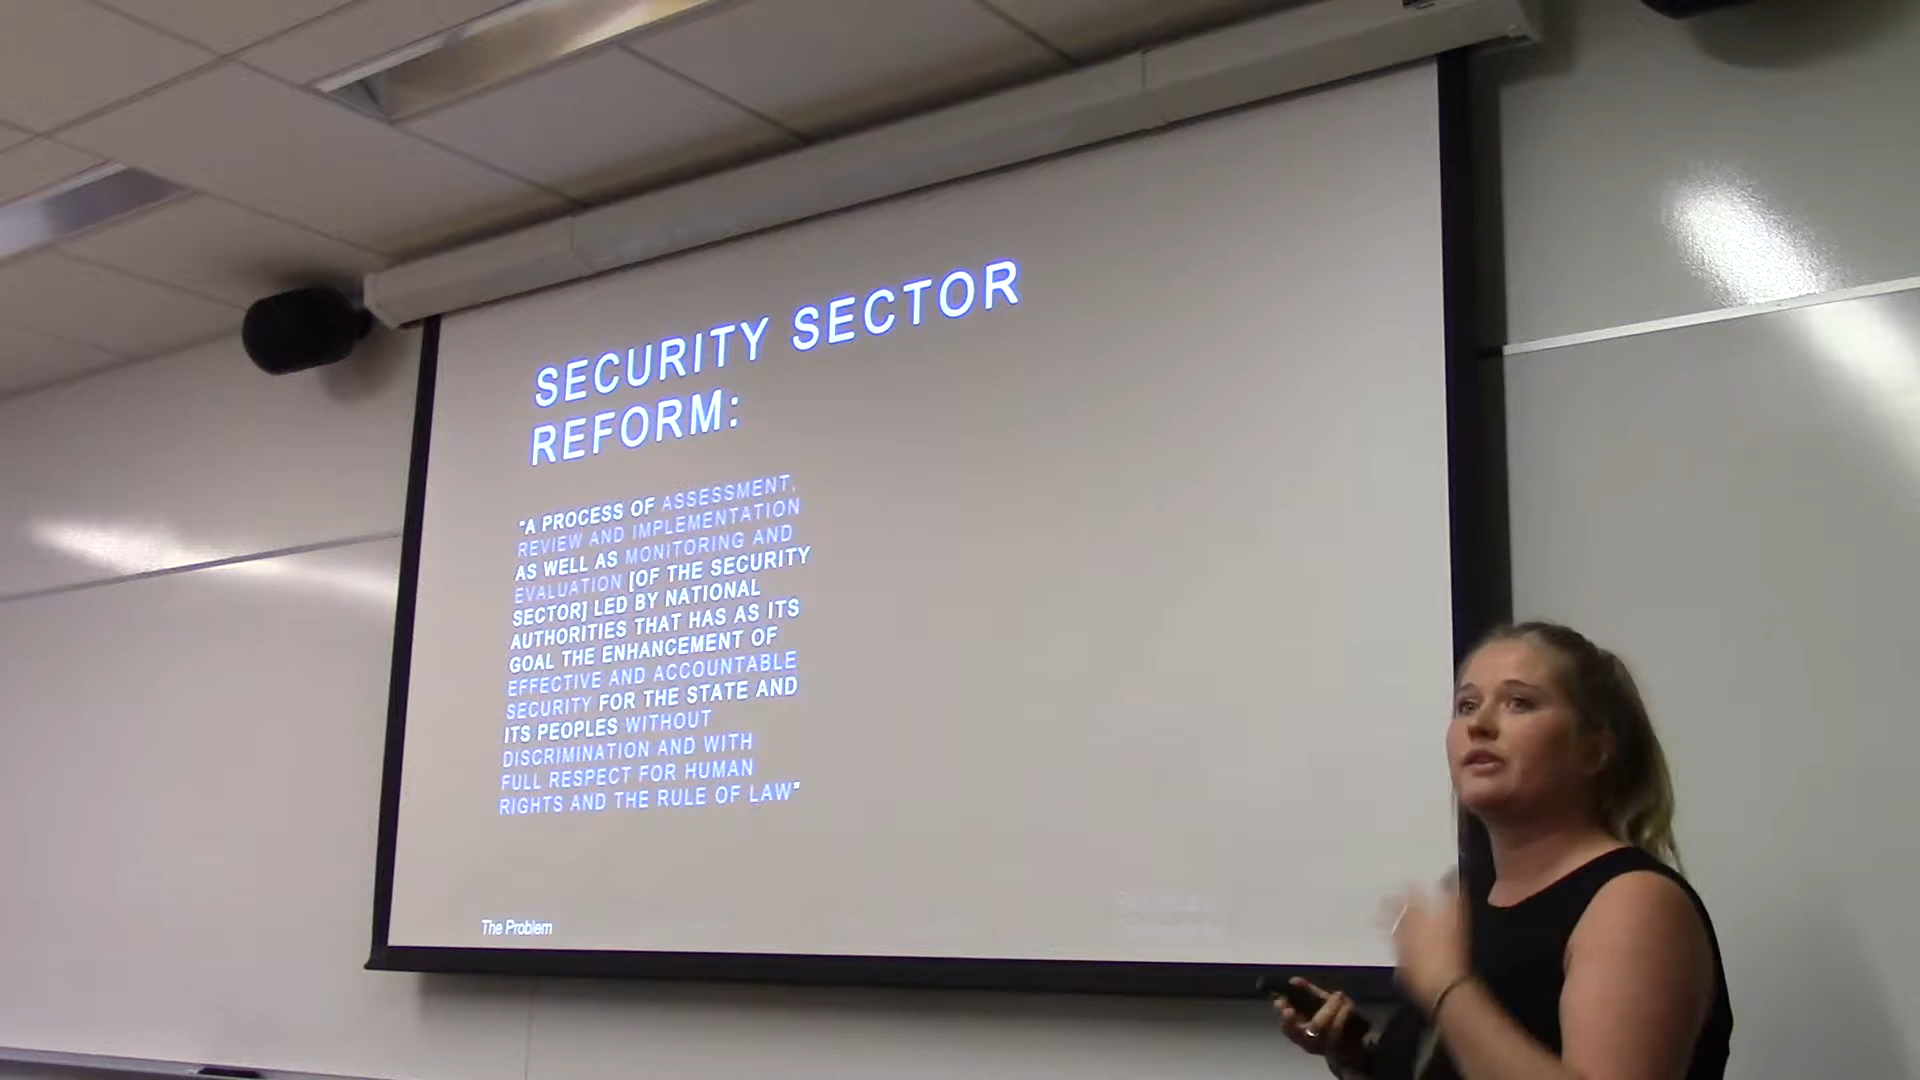 SECURITY SECTOR
REFORM:
"A PROCESS OF ASSESSMENT,
REVIEW AND IMPLEMENTATION
AS WELL AS MONITORING AND
EVALUATION [OF THE SECURITY
SECTOR] LED BY NATIONAL
AUTHORITIES THAT HAS AS ITS
GOAL THE ENHANCEMENT OF
EFFECTIVE AND ACCOUNTABLE
SECURITY FOR THE STATE AND
ITS PEOPLES WITHOUT
DISCRIMINATION AND WITH
FULL RESPECT FOR HUMAN
RIGHTS AND THE RULE OF LAW"
The Problem